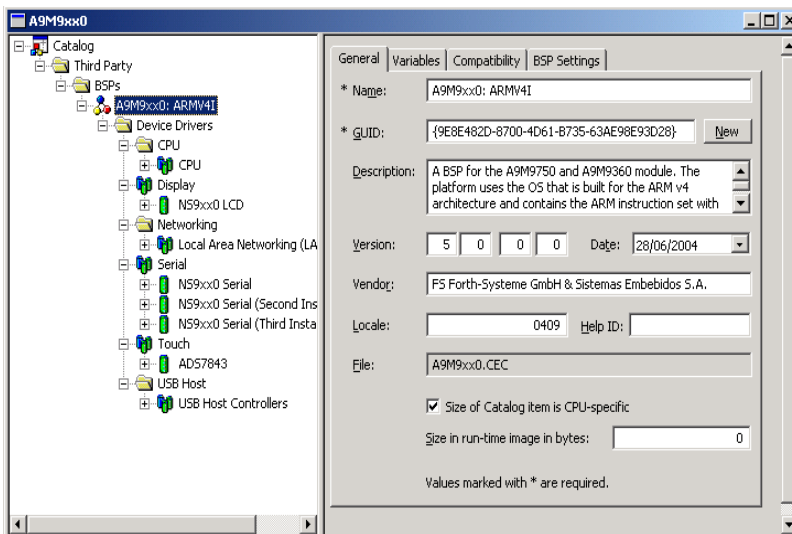 A9M9xx0
Catalog
Third Party
BSPs
A9M9xx0: ARMV4I
Device Drivers
CPU
CPU
Display
NS9xx0 LCD
Networking
Local Area Networking (LA
Serial
NS9xx0 Serial
NS9xx0 Serial (Second Ins
NS9xx0 Serial (Third Insta
Touch
ADS7843
USB Host
USB Host Controllers
General Variables Compatibility BSP Settings
* Name: A9M9xx0: ARMV4I
* GUID: {9E8E482D-8700-4D61-B735-63AE98E93D28} New
Description: A BSP for the A9M9750 and A9M9360 module. The
platform uses the OS that is built for the ARM v4
architecture and contains the ARM instruction set with
Version: 5 0 0 0 Date: 28/06/2004
Vendor: FS Forth-Systeme GmbH & Sistemas Embebidos S.A.
Locale: 0409 Help ID:
File: A9M9xx0.CEC
Size of Catalog item is CPU-specific
Size in run-time image in bytes: 0
Values marked with * are required.